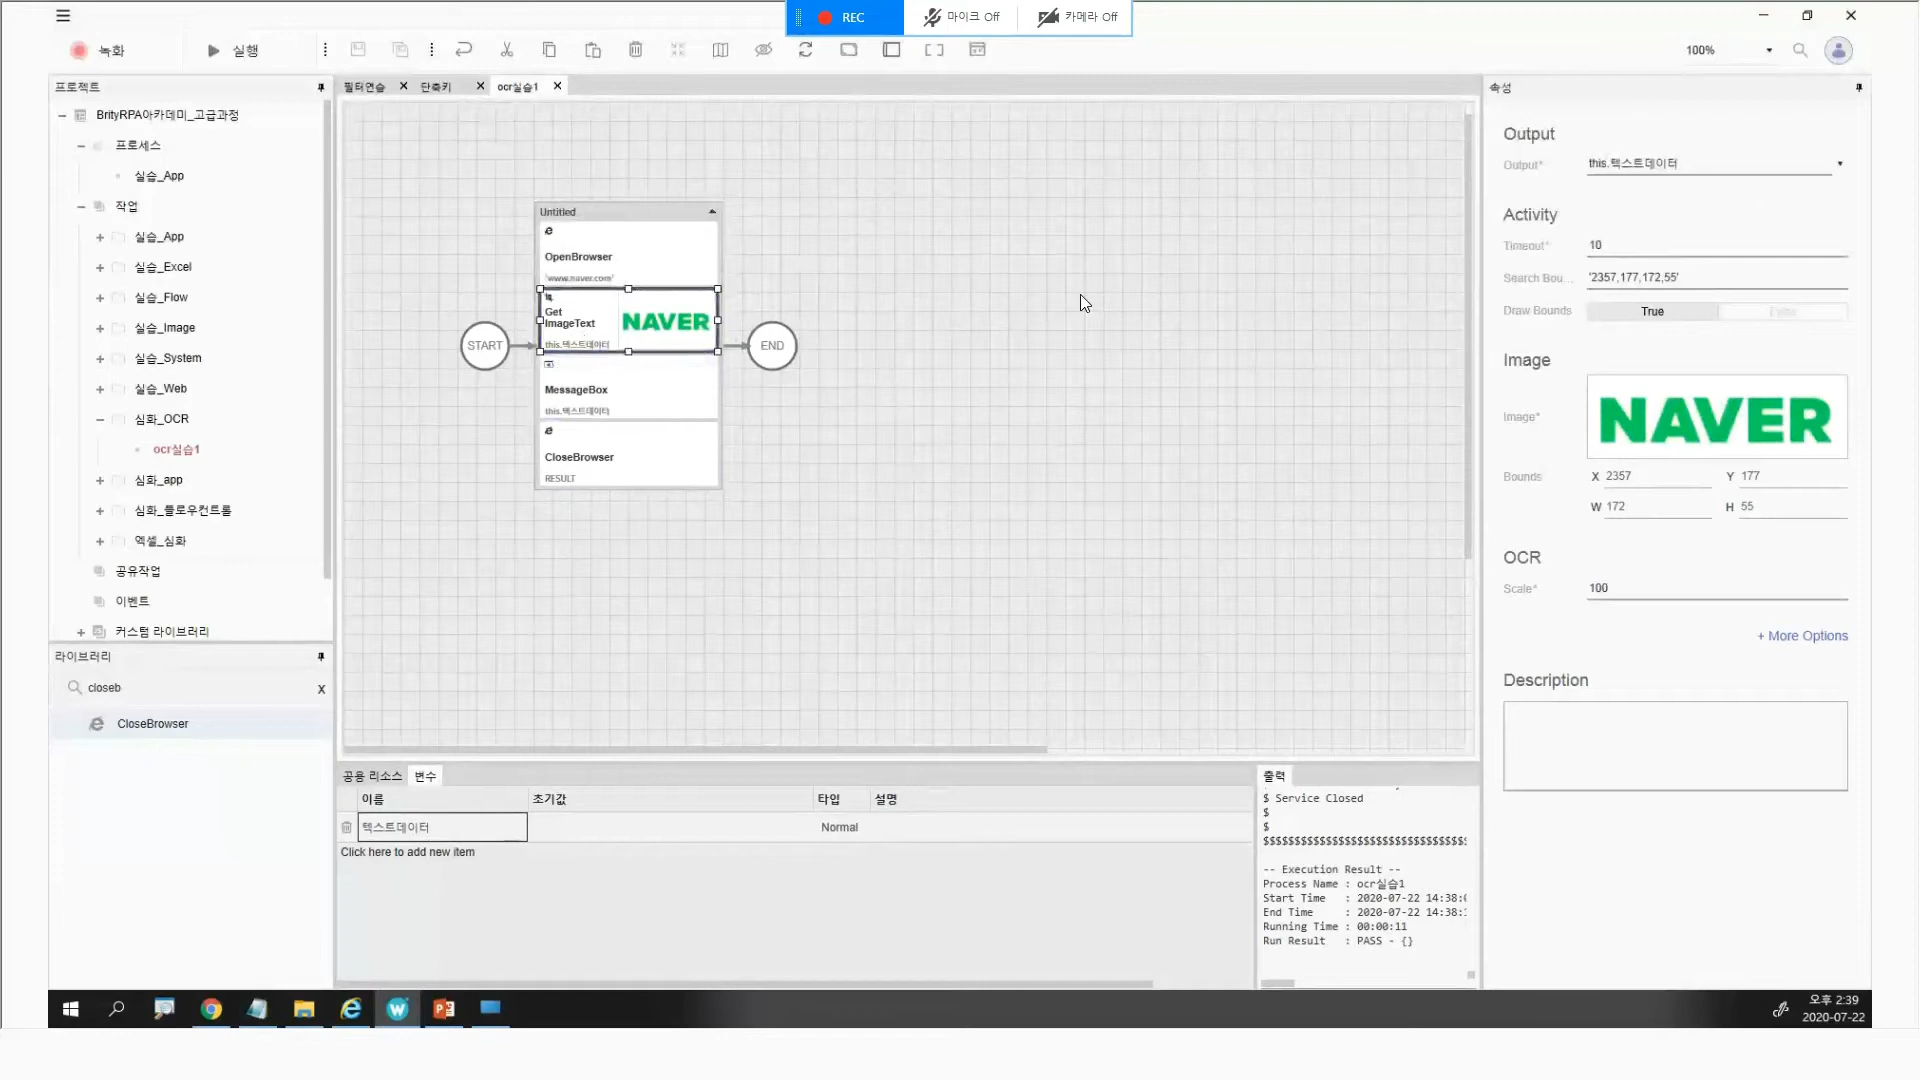 REC
마이크 Off
카메라 Off
녹화
실행
100%
프로젝트
BrityRPA아카데미_고급과정
프로세스
실습_App
작업
실습_App
실습_Excel
실습_Flow
실습_Image
실습_System
실습_Web
심화_OCR
ocr실습1
심화_app
심화_플로우컨트롤
엑셀_심화
공유작업
이벤트
커스텀 라이브러리
라이브러리
closeb
X
CloseBrowser
필터연습
단축키
ocr실습1
Untitled
OpenBrowser
'www.naver.com'
Get
ImageText
NAVER
this.텍스트데이터
START
END
MessageBox
this.텍스트데이터
CloseBrowser
RESULT
공용 리소스
변수
이름
초기값
타입
설명
텍스트데이터
Normal
Click here to add new item
출력
$ Service Closed
$
$
$$$$$$$$$$$$$$$$$$$$$$$$$$$$$$$$
-- Execution Result --
Process Name : ocr실습1
Start Time : 2020-07-22 14:38:
End Time : 2020-07-22 14:38:
Running Time : 00:00:11
Run Result : PASS - {}
속성
Output
Output* this.텍스트데이터
Activity
Timeout* 10
Search Bou... '2357,177,172,55'
Draw Bounds True
Image
Image* NAVER
Bounds X 2357 Y 177
W 172 H 55
OCR
Scale* 100
+ More Options
Description
오후 2:39
2020-07-22